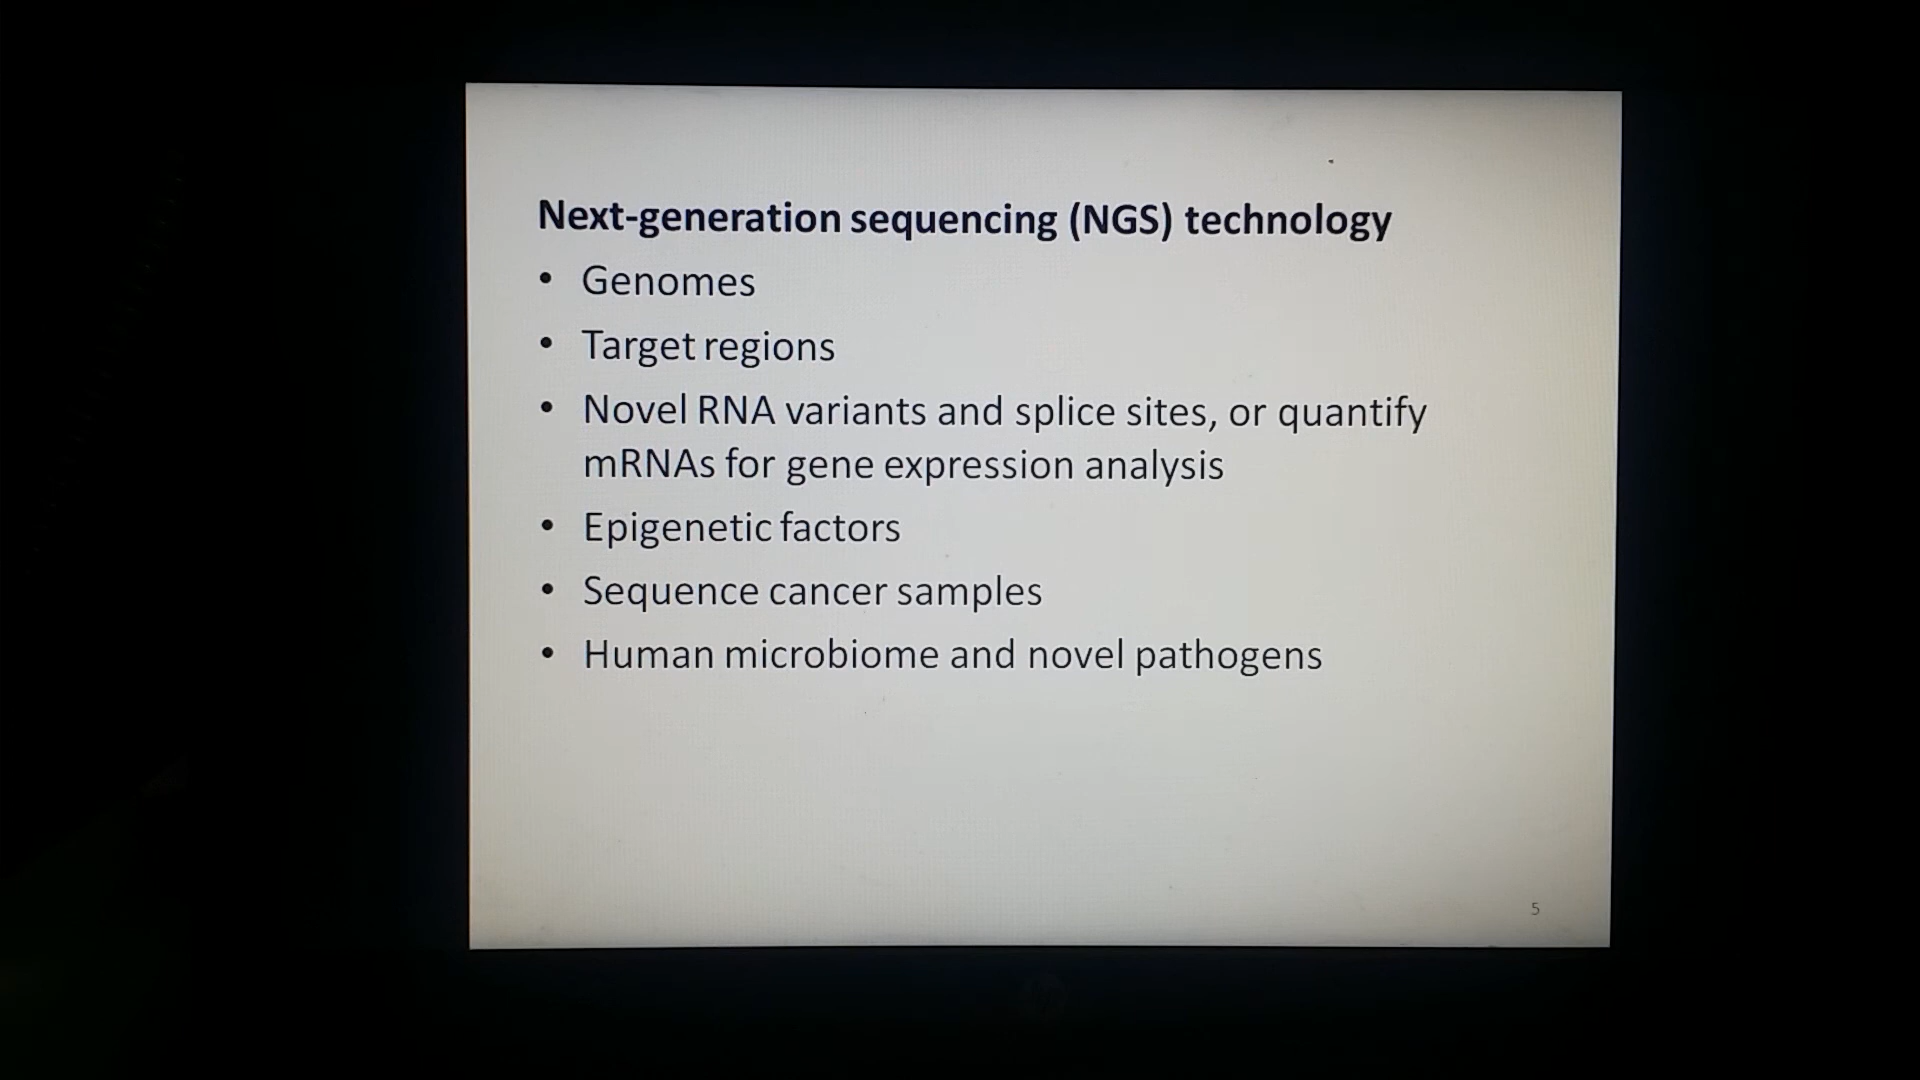 Next-generation sequencing (NGS) technology
• Genomes
• Target regions
• Novel RNA variants and splice sites, or quantify
mRNAs for gene expression analysis
• Epigenetic factors
• Sequence cancer samples
• Human microbiome and novel pathogens
5